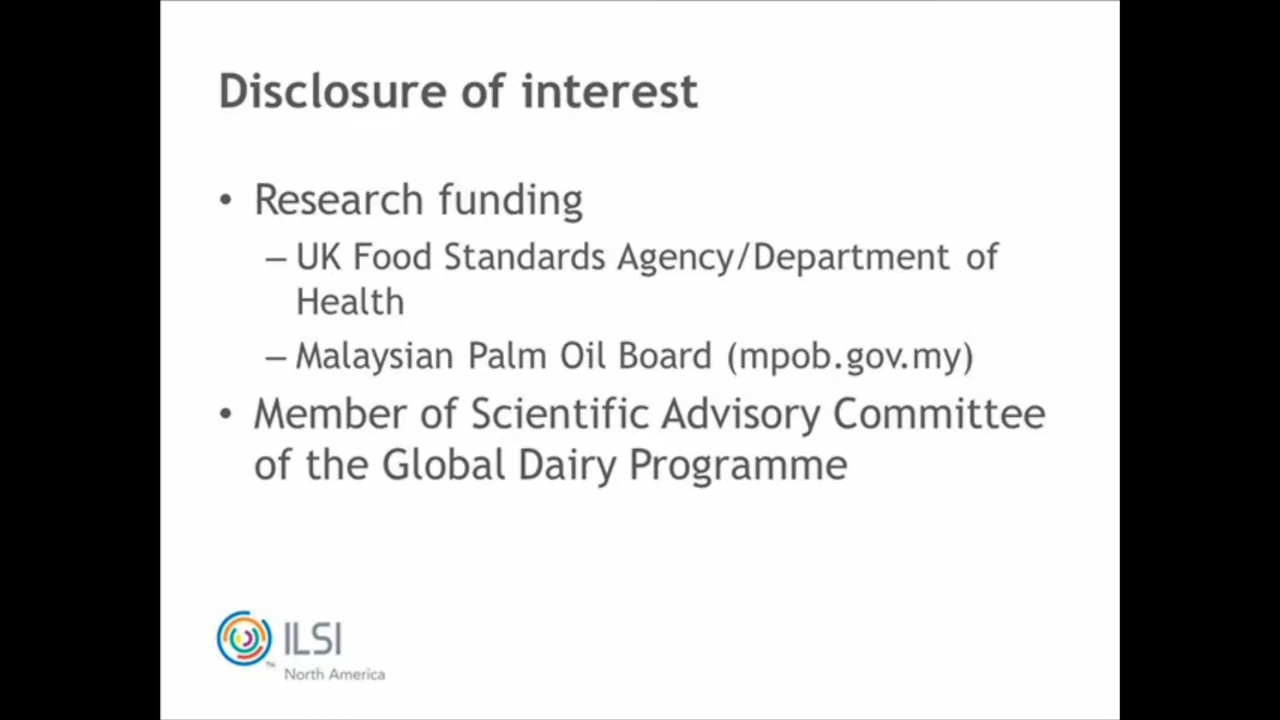 Disclosure of interest
• Research funding
– UK Food Standards Agency/Department of
Health
– Malaysian Palm Oil Board (mpob.gov.my)
• Member of Scientific Advisory Committee
of the Global Dairy Programme
ILSI
™
North America